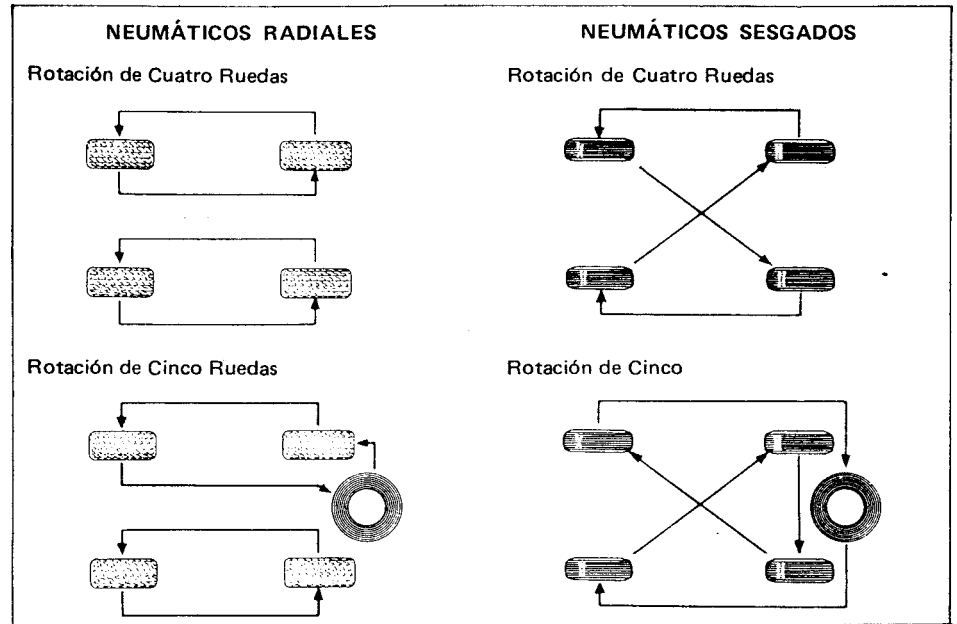 NEUMÁTICOS RADIALES
Rotación de Cuatro Ruedas
Rotación de Cinco Ruedas
NEUMÁTICOS SESGADOS
Rotación de Cuatro Ruedas
Rotación de Cinco